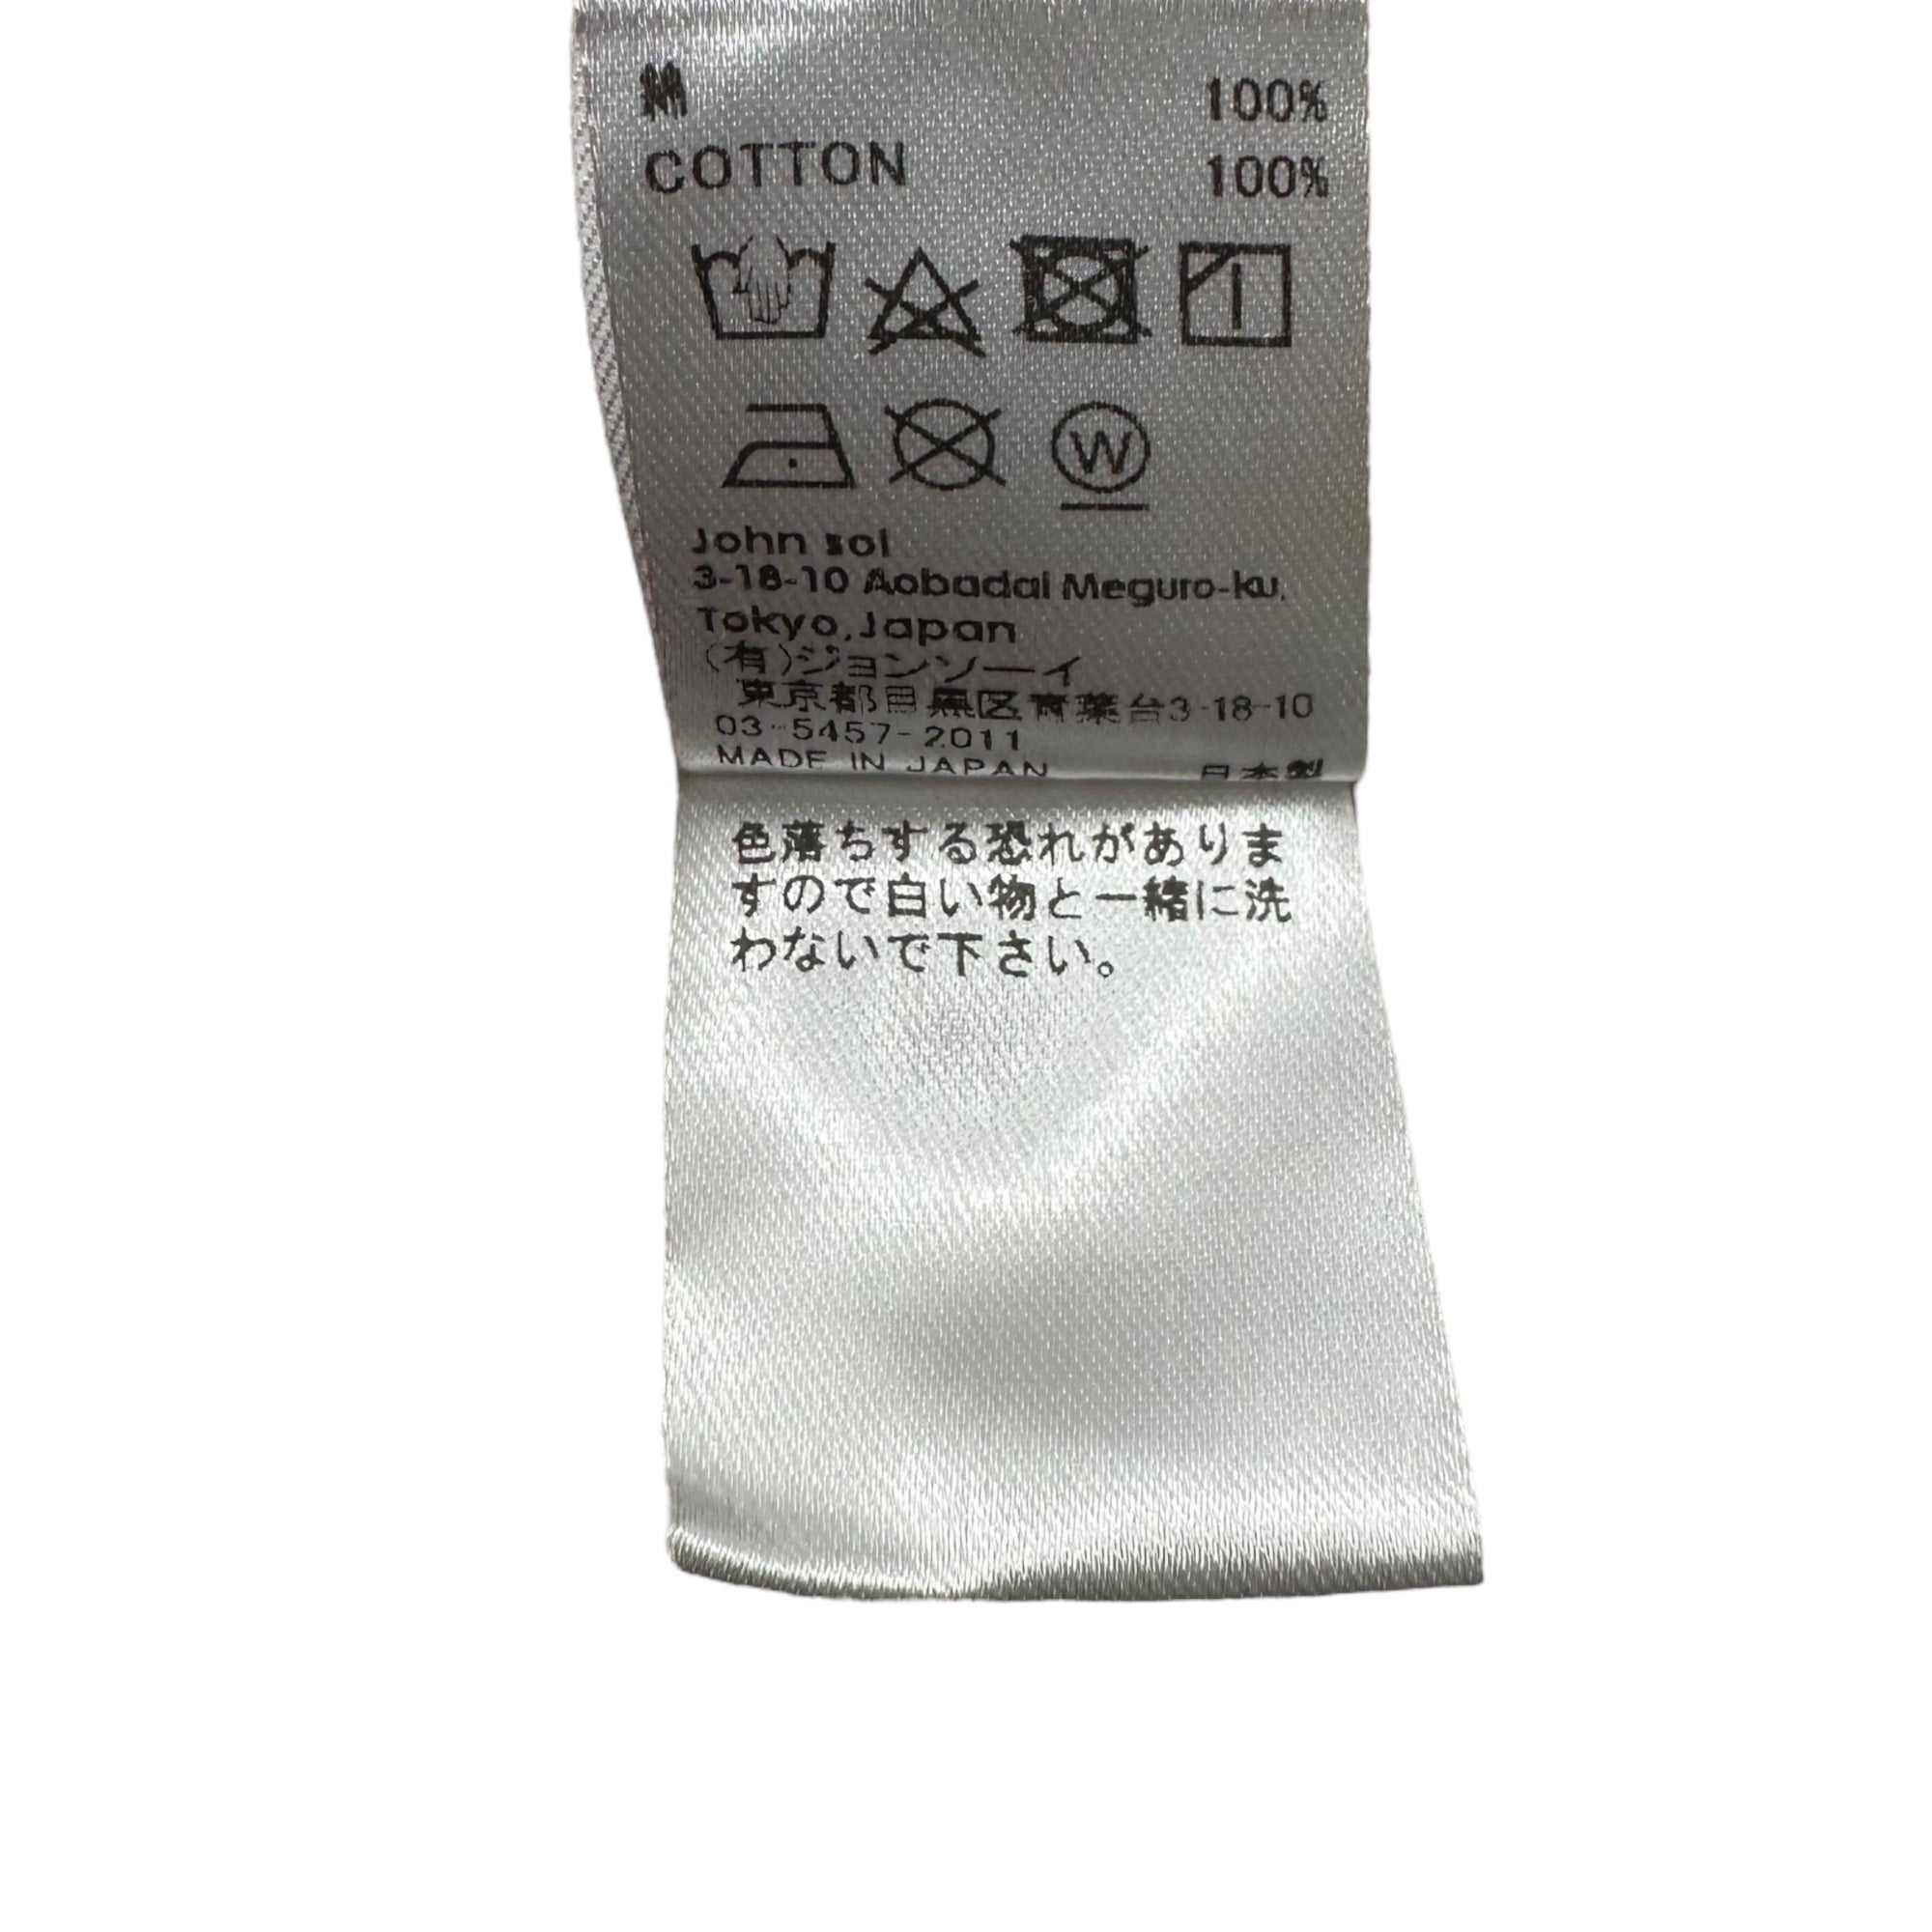 綿 100%
COTTON 100%
W
John soi
3-18-10 Aobadai Meguro-ku,
Tokyo,Japan
(有)ジョンソーイ
東京都目黒区青葉台3-18-10
03-5457-2011
MADE IN JAPAN 日本製
色落ちする恐れがありま
すので白い物と一緒に洗
わないで下さい。